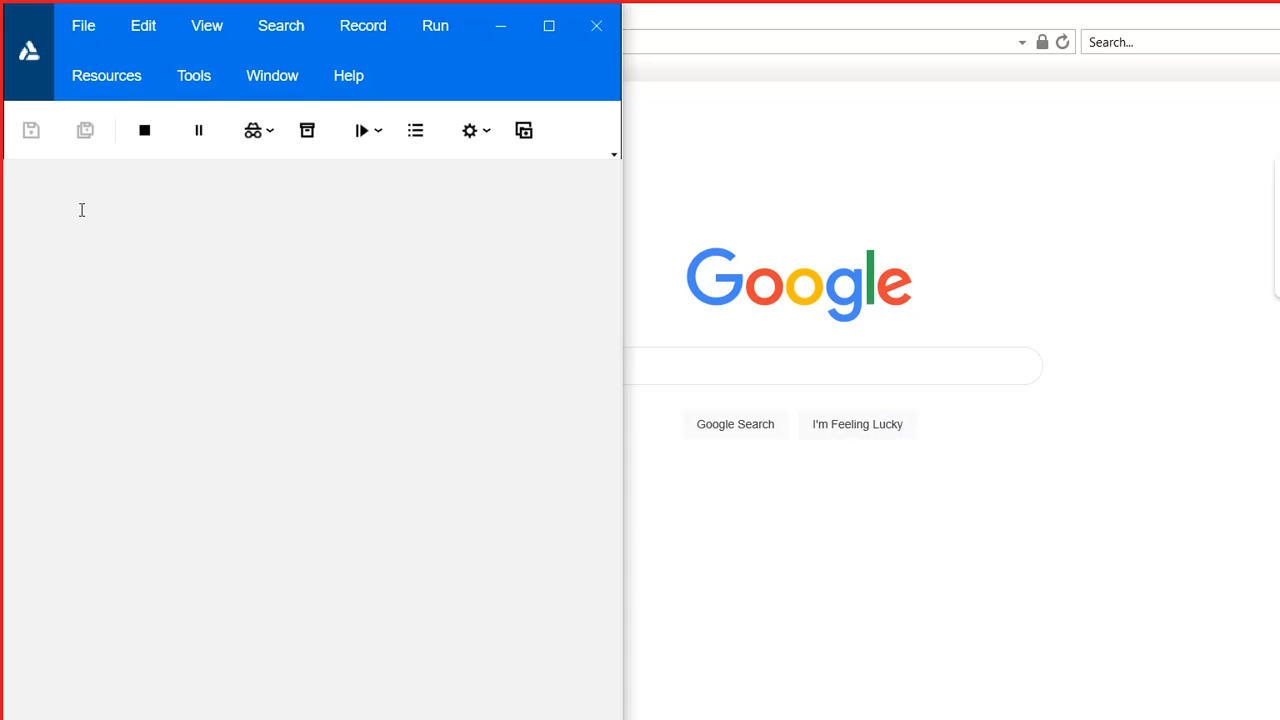 File Edit View Search Record Run
Resources Tools Window Help
Search...
Google
Google Search I'm Feeling Lucky